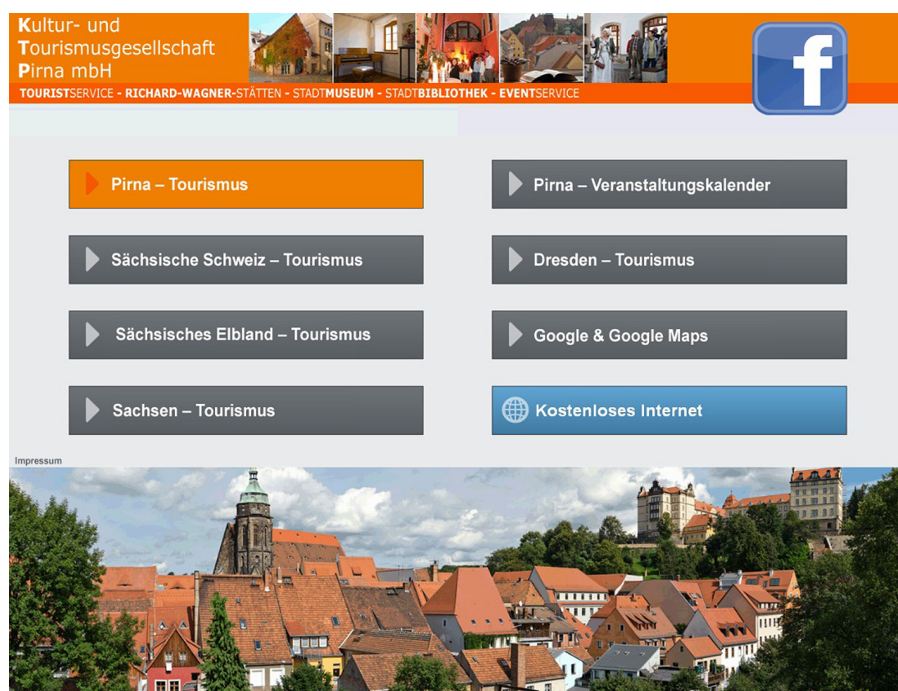 Kultur- und
Tourismusgesellschaft
Pirna mbH
TOURISTSERVICE - RICHARD-WAGNER-STÄTTEN - STADTMUSEUM - STADTBIBLIOTHEK - EVENTSERVICE
f
Pirna – Tourismus
Pirna – Veranstaltungskalender
Sächsische Schweiz – Tourismus
Dresden – Tourismus
Sächsisches Elbland – Tourismus
Google & Google Maps
Sachsen – Tourismus
Kostenloses Internet
Impressum